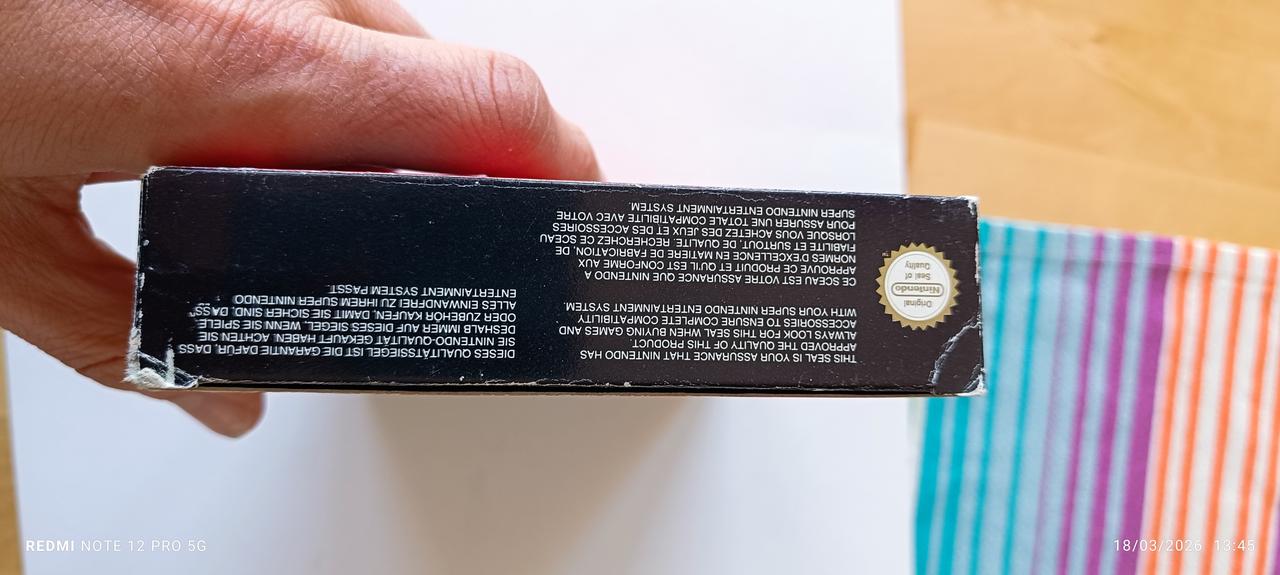 Original
Nintendo
Seal of
Quality
THIS SEAL IS YOUR ASSURANCE THAT NINTENDO HAS
APPROVED THE QUALITY OF THIS PRODUCT.
ALWAYS LOOK FOR THIS SEAL WHEN BUYING GAMES AND
ACCESSORIES TO ENSURE COMPLETE COMPATIBILITY
WITH YOUR SUPER NINTENDO ENTERTAINMENT SYSTEM.
CE SCEAU EST VOTRE ASSURANCE QUE NINTENDO A
APPROUVE CE PRODUIT ET QU'IL EST CONFORME AUX
NORMES D'EXCELLENCE EN MATIÈRE DE FABRICATION, DE
FIABILITE ET SURTOUT, DE QUALITE. RECHERCHEZ CE SCEAU
LORSQUE VOUS ACHETEZ DES JEUX ET DES ACCESSOIRES
POUR ASSURER UNE TOTALE COMPATIBILITE AVEC VOTRE
SUPER NINTENDO ENTERTAINMENT SYSTEM.
DIESES QUALITÄTSSIEGEL IST DIE GARANTIE DAFÜR, DASS
SIE NINTENDO-QUALITÄT GEKAUFT HABEN. ACHTEN SIE
DESHALB IMMER AUF DIESES SIEGEL, WENN SIE SPIELE
ODER ZUBEHÖR KAUFEN, DAMIT SIE SICHER SIND, DASS
ALLES EINWANDFREI ZU IHREM SUPER NINTENDO
ENTERTAINMENT SYSTEM PASST.
REDMI NOTE 12 PRO 5G
18/03/2026 13:45